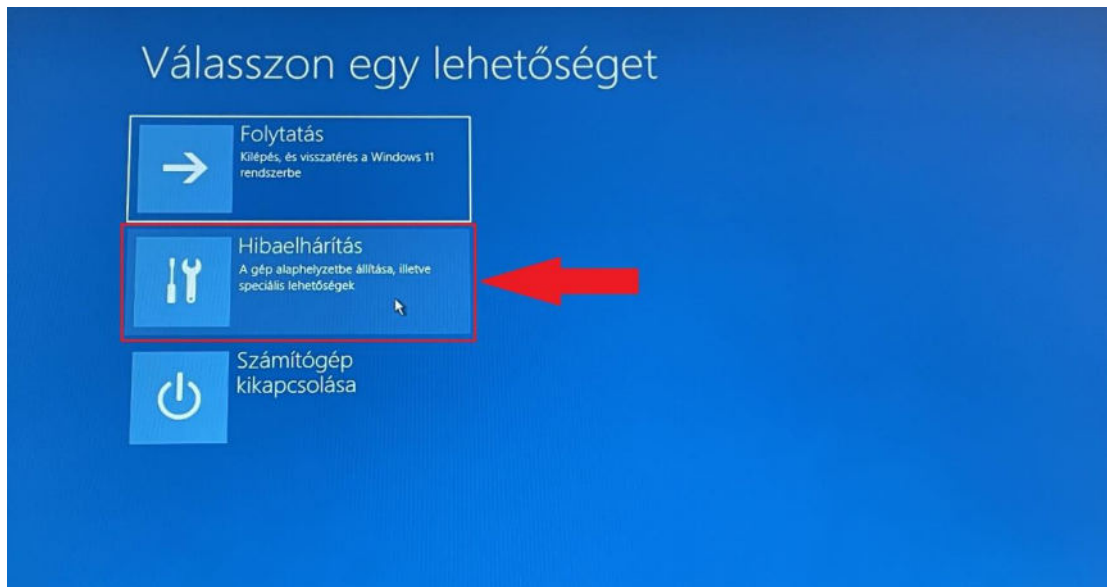 Válasszon egy lehetőséget
Folytatás
Kilépés, és visszatérés a Windows 11
rendszerbe
Hibaelhárítás
A gép alaphelyzetbe állítása, illetve
speciális lehetőségek
Számítógép
kikapcsolása